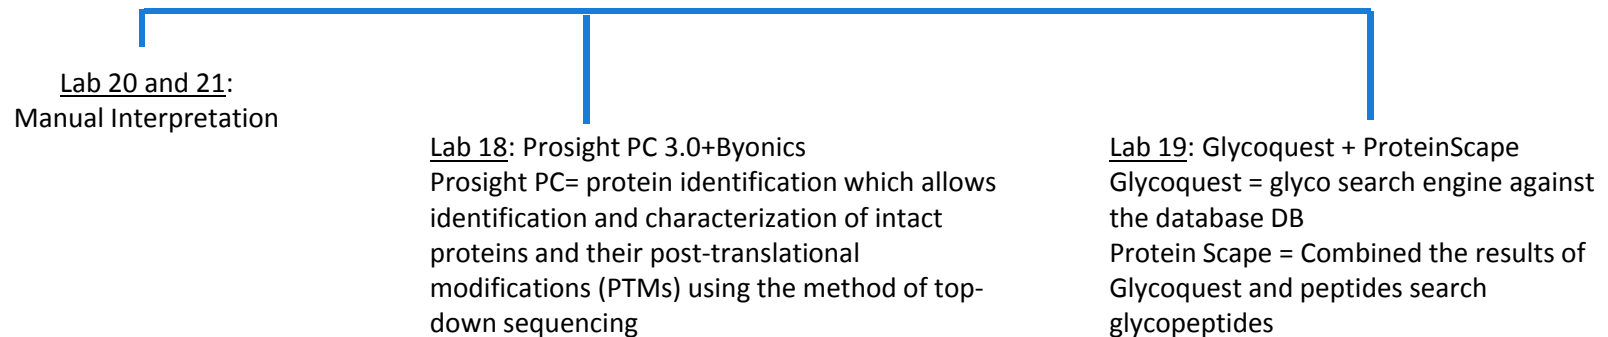 Lab 20 and 21:
Manual Interpretation
Lab 18: Prosight PC 3.0+Byonics
Prosight PC= protein identification which allows
identification and characterization of intact
proteins and their post-translational
modifications (PTMs) using the method of top-
down sequencing
Lab 19: Glycoquest + ProteinScape
Glycoquest = glyco search engine against
the database DB
Protein Scape = Combined the results of
Glycoquest and peptides search
glycopeptides